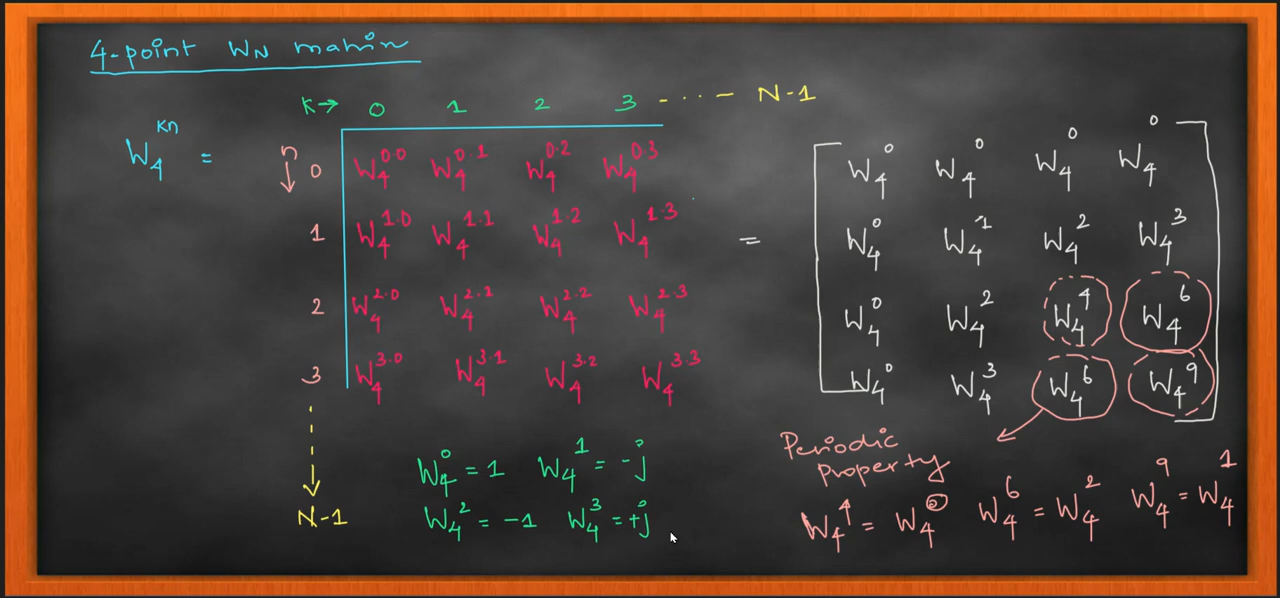 4-point WN matrix
K→ 0 1 2 3 - · · · - N-1
W₄ᴷⁿ =
n ↓
0 W₄^0·0 W₄^0·1 W₄^0·2 W₄^0·3
1 W₄^1·0 W₄^1·1 W₄^1·2 W₄^1·3
2 W₄^2·0 W₄^2·1 W₄^2·2 W₄^2·3
3 W₄^3·0 W₄^3·1 W₄^3·2 W₄^3·3
N-1
=
W₄^0 W₄^0 W₄^0 W₄^0
W₄^0 W₄^1 W₄^2 W₄^3
W₄^0 W₄^2 W₄^4 W₄^6
W₄^0 W₄^3 W₄^6 W₄^9
W₄^0 = 1 W₄^1 = -j
W₄^2 = -1 W₄^3 = +j
Periodic
Property
W₄^4 = W₄^0 W₄^6 = W₄^2 W₄^9 = W₄^1